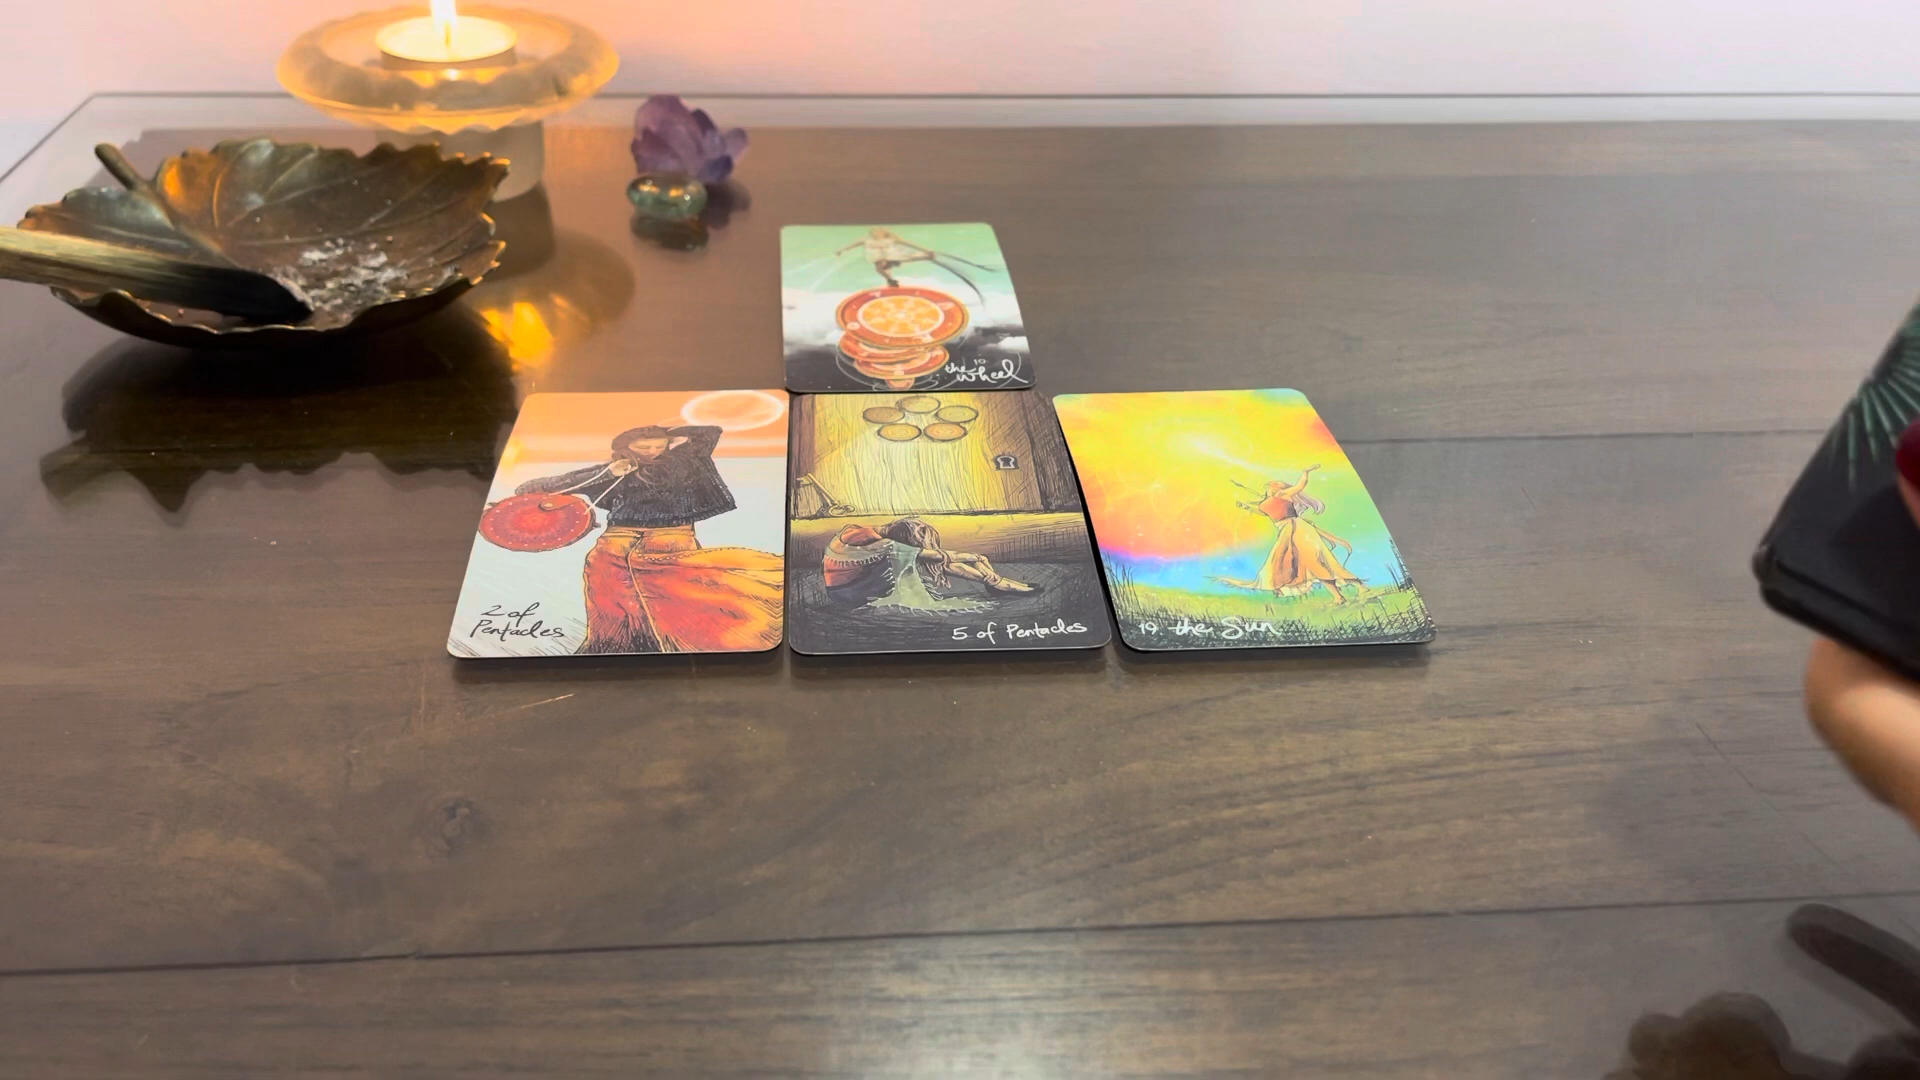 10
the
wheel
2 of
Pentacles
5 of Pentacles
19 the Sun